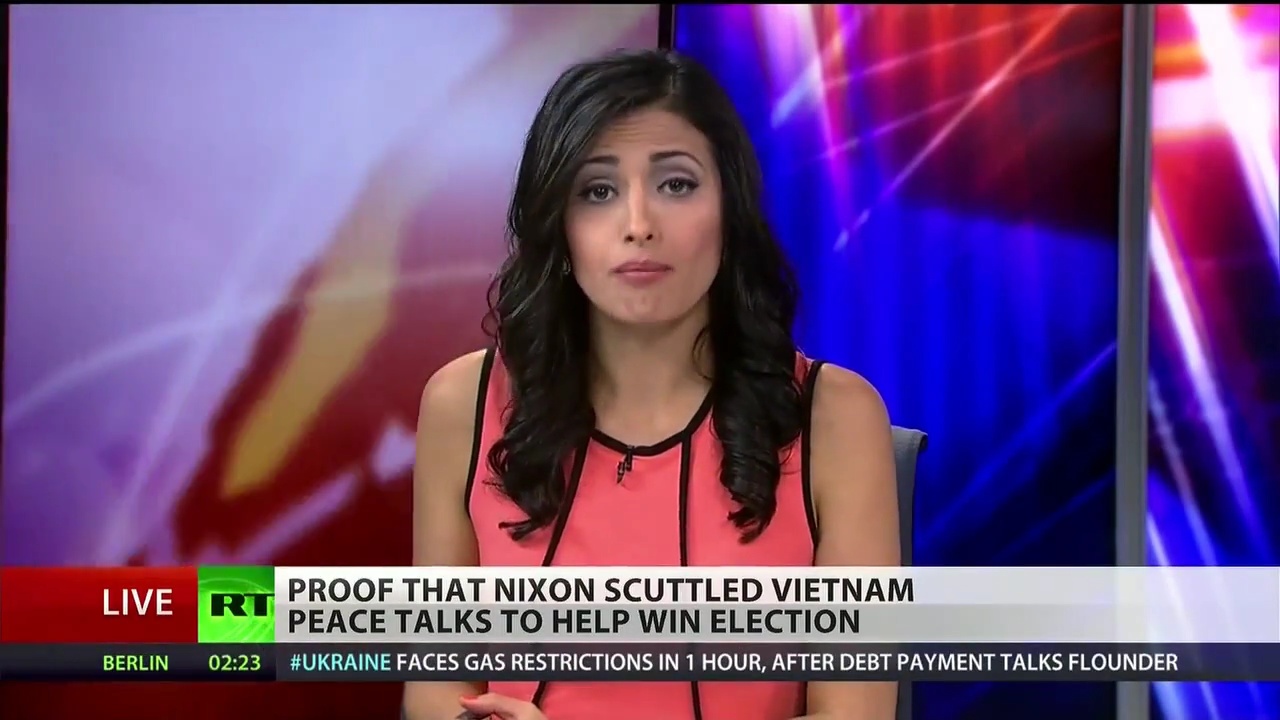 PROOF THAT NIXON SCUTTLED VIETNAM
PEACE TALKS TO HELP WIN ELECTION
LIVE RT
BERLIN 02:23 #UKRAINE FACES GAS RESTRICTIONS IN 1 HOUR, AFTER DEBT PAYMENT TALKS FLOUNDER